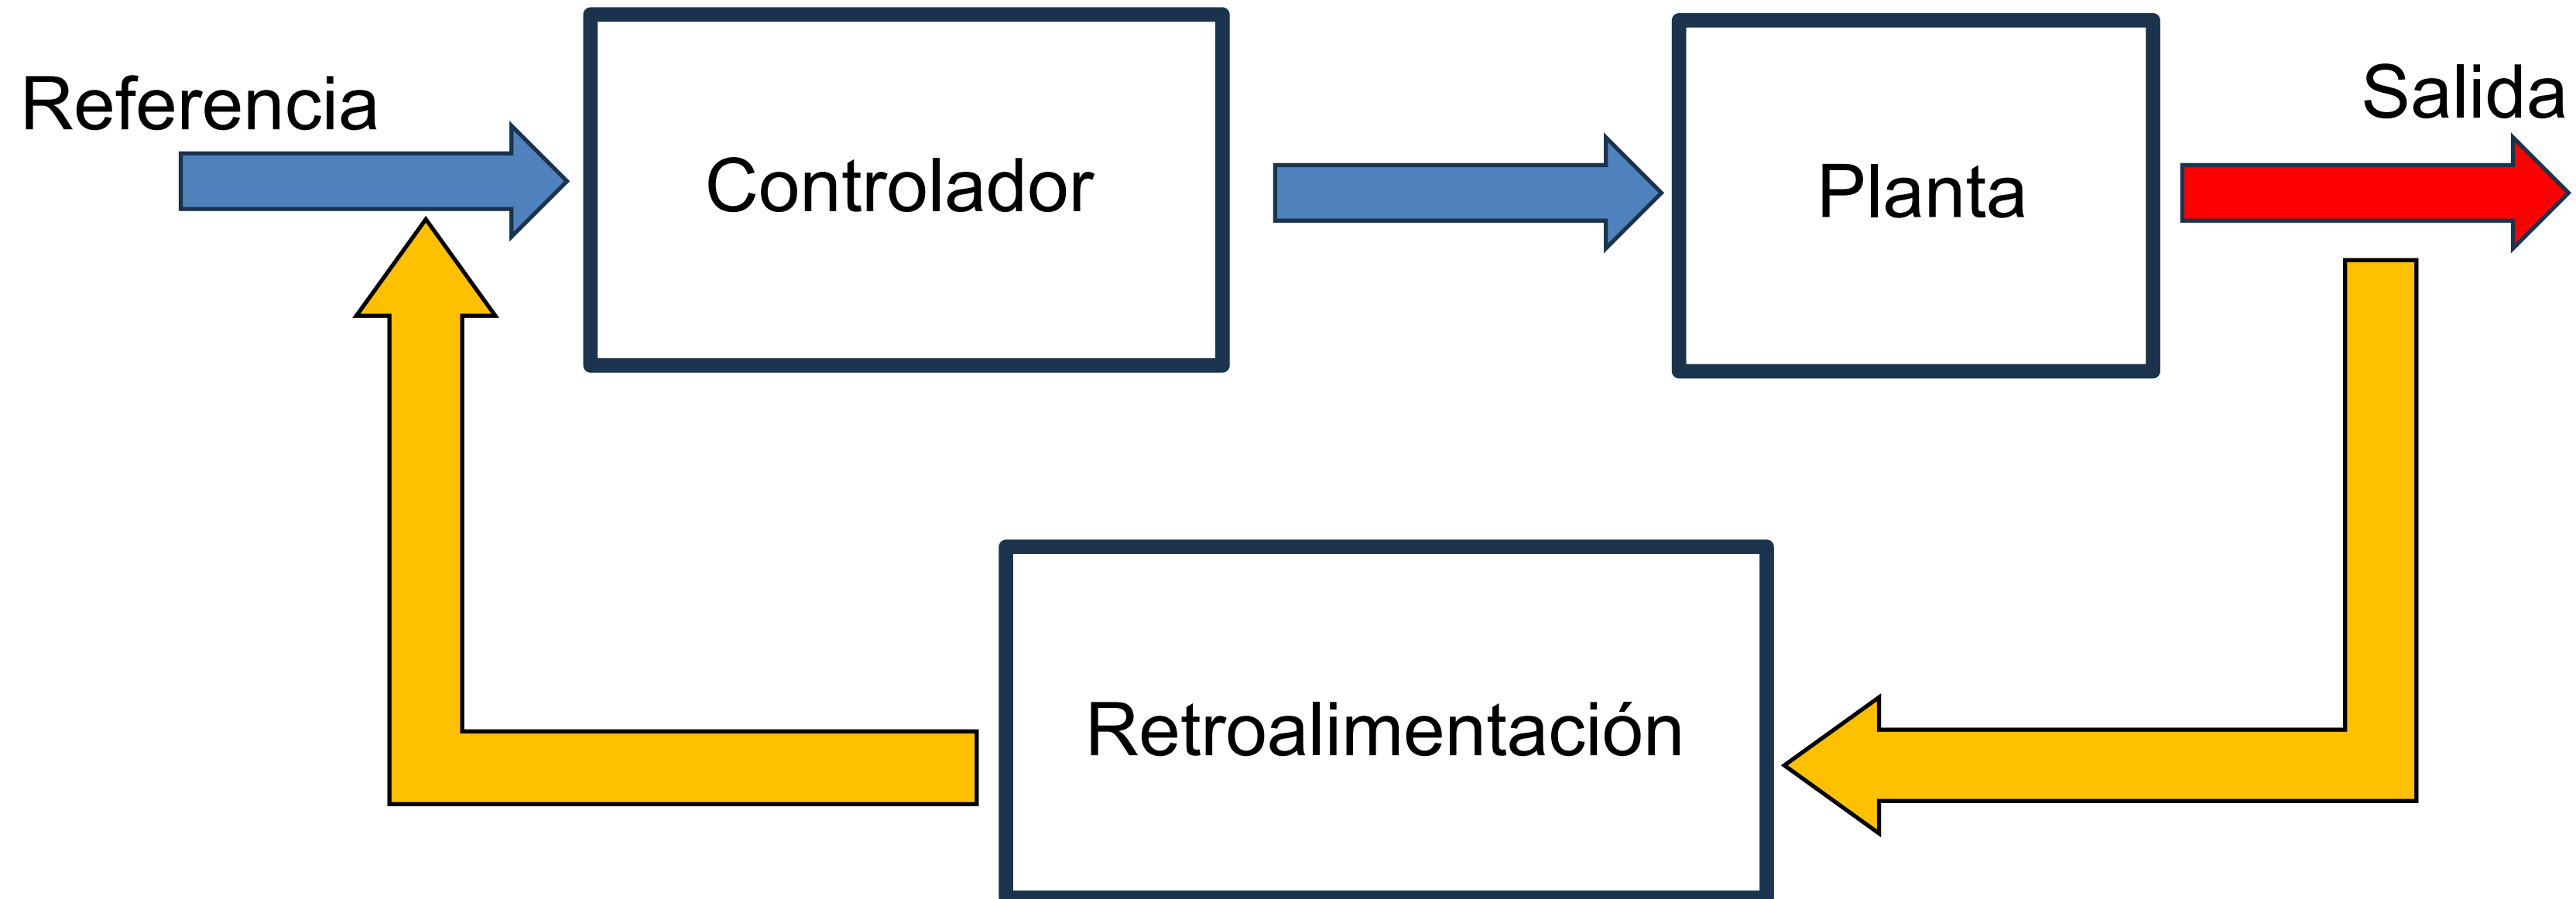 Referencia
Controlador
Planta
Salida
Retroalimentación